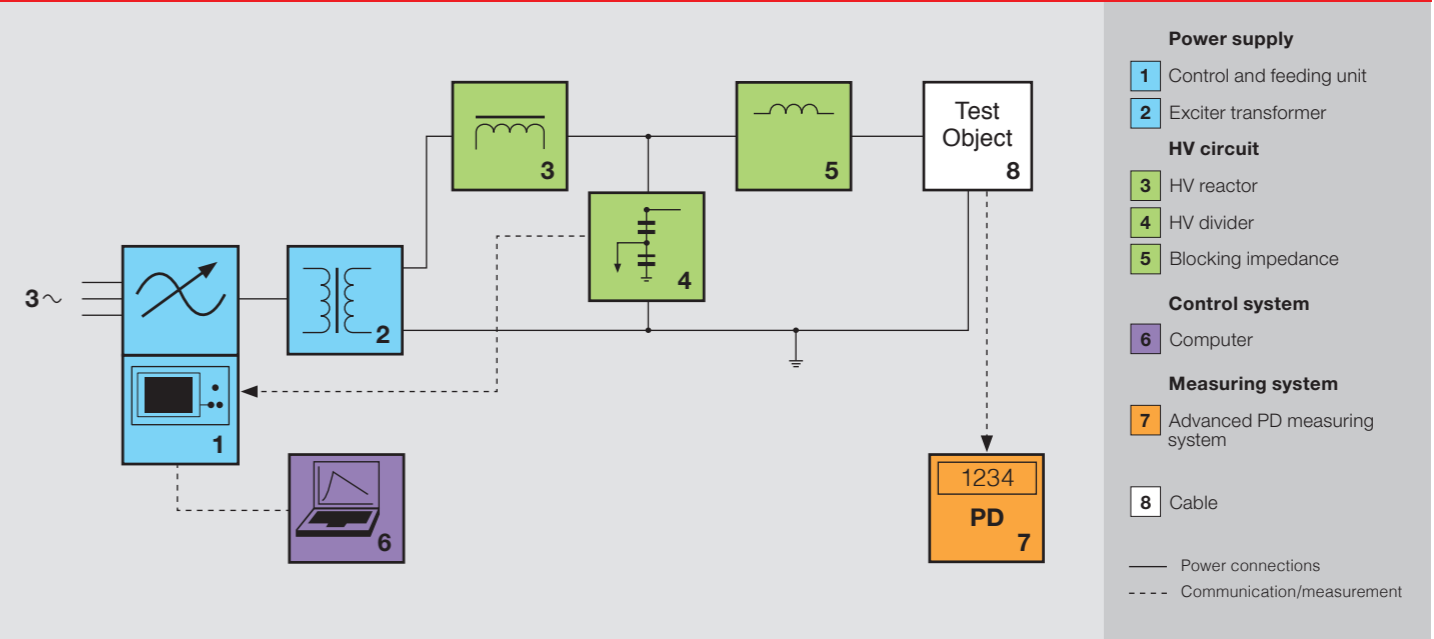 3
Test
Object
8
5
4
3~
2
1
6
1234
PD
7
Power supply
1 Control and feeding unit
2 Exciter transformer
HV circuit
3 HV reactor
4 HV divider
5 Blocking impedance
Control system
6 Computer
Measuring system
7 Advanced PD measuring
system
8 Cable
Power connections
Communication/measurement